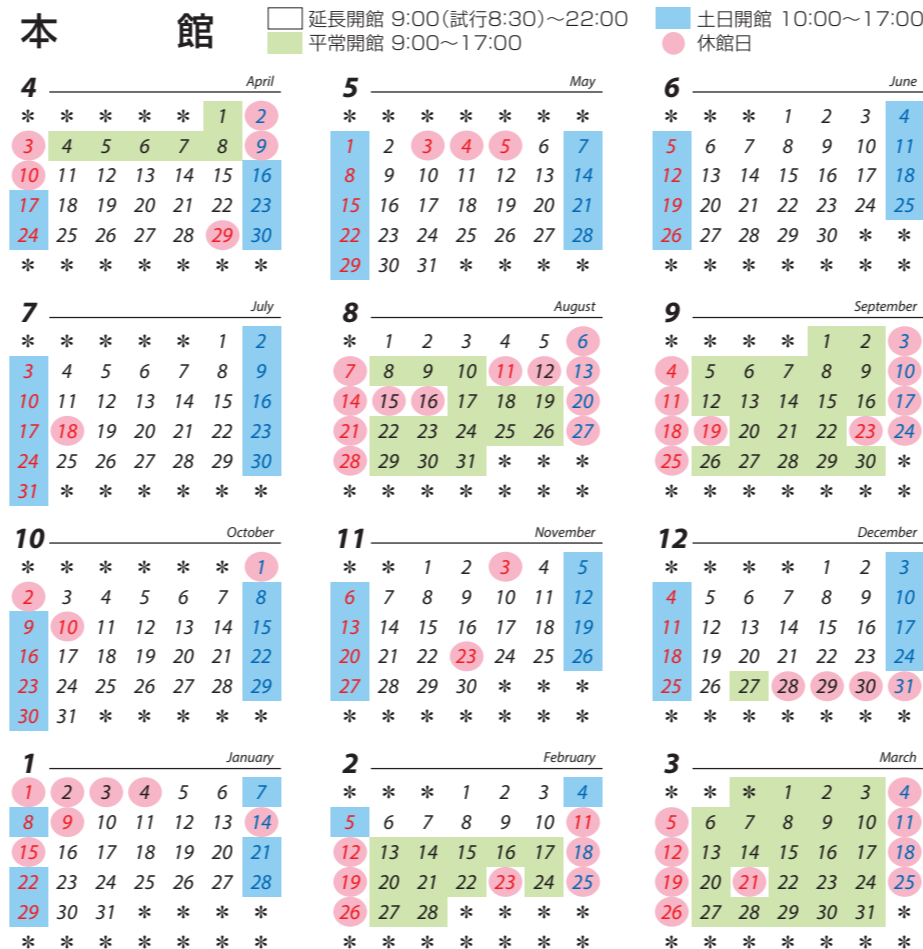 本館
延長開館 9:00(試行8:30)〜22:00
平常開館 9:00〜17:00
土日開館 10:00〜17:00
休館日
4 April
* * * * * 1 2
3 4 5 6 7 8 9
10 11 12 13 14 15 16
17 18 19 20 21 22 23
24 25 26 27 28 29 30
* * * * * * *
5 May
* * * * * * *
1 2 3 4 5 6 7
8 9 10 11 12 13 14
15 16 17 18 19 20 21
22 23 24 25 26 27 28
29 30 31 * * * *
6 June
* * * 1 2 3 4
5 6 7 8 9 10 11
12 13 14 15 16 17 18
19 20 21 22 23 24 25
26 27 28 29 30 * *
* * * * * * *
7 July
* * * * * 1 2
3 4 5 6 7 8 9
10 11 12 13 14 15 16
17 18 19 20 21 22 23
24 25 26 27 28 29 30
31 * * * * * *
8 August
* 1 2 3 4 5 6
7 8 9 10 11 12 13
14 15 16 17 18 19 20
21 22 23 24 25 26 27
28 29 30 31 * * *
* * * * * * *
9 September
* * * * 1 2 3
4 5 6 7 8 9 10
11 12 13 14 15 16 17
18 19 20 21 22 23 24
25 26 27 28 29 30 *
* * * * * * *
10 October
* * * * * * 1
2 3 4 5 6 7 8
9 10 11 12 13 14 15
16 17 18 19 20 21 22
23 24 25 26 27 28 29
30 31 * * * * *
11 November
* * 1 2 3 4 5
6 7 8 9 10 11 12
13 14 15 16 17 18 19
20 21 22 23 24 25 26
27 28 29 30 * * *
* * * * * * *
12 December
* * * * 1 2 3
4 5 6 7 8 9 10
11 12 13 14 15 16 17
18 19 20 21 22 23 24
25 26 27 28 29 30 31
* * * * * * *
1 January
1 2 3 4 5 6 7
8 9 10 11 12 13 14
15 16 17 18 19 20 21
22 23 24 25 26 27 28
29 30 31 * * * *
* * * * * * *
2 February
* * * 1 2 3 4
5 6 7 8 9 10 11
12 13 14 15 16 17 18
19 20 21 22 23 24 25
26 27 28 * * * *
* * * * * * *
3 March
* * * 1 2 3 4
5 6 7 8 9 10 11
12 13 14 15 16 17 18
19 20 21 22 23 24 25
26 27 28 29 30 31 *
* * * * * * *